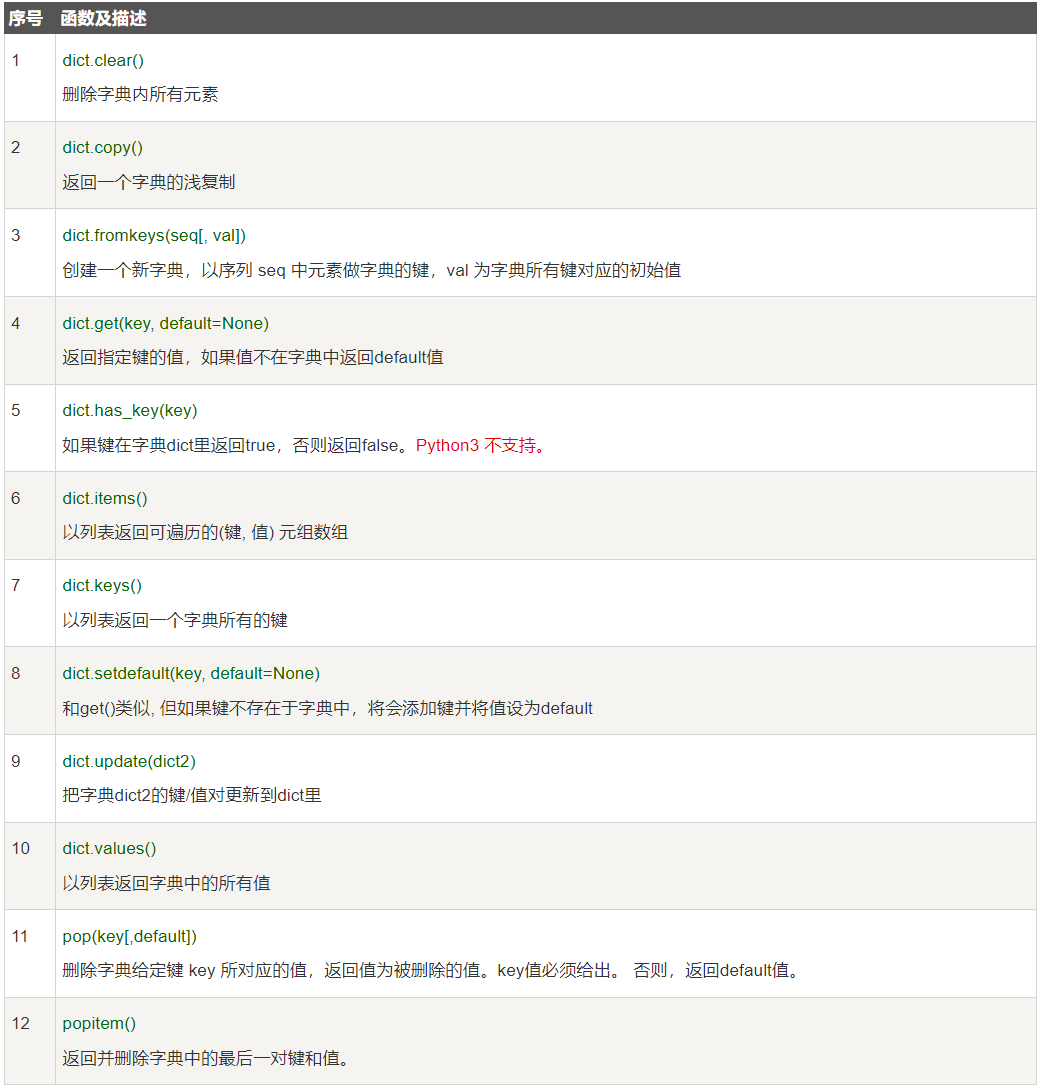 序号 函数及描述
1 dict.clear()
删除字典内所有元素
2 dict.copy()
返回一个字典的浅复制
3 dict.fromkeys(seq[, val])
创建一个新字典，以序列 seq 中元素做字典的键，val 为字典所有键对应的初始值
4 dict.get(key, default=None)
返回指定键的值，如果值不在字典中返回default值
5 dict.has_key(key)
如果键在字典dict里返回true，否则返回false。Python3 不支持。
6 dict.items()
以列表返回可遍历的(键, 值) 元组数组
7 dict.keys()
以列表返回一个字典所有的键
8 dict.setdefault(key, default=None)
和get()类似, 但如果键不存在于字典中，将会添加键并将值设为default
9 dict.update(dict2)
把字典dict2的键/值对更新到dict里
10 dict.values()
以列表返回字典中的所有值
11 pop(key[,default])
删除字典给定键 key 所对应的值，返回值为被删除的值。key值必须给出。 否则，返回default值。
12 popitem()
返回并删除字典中的最后一对键和值。